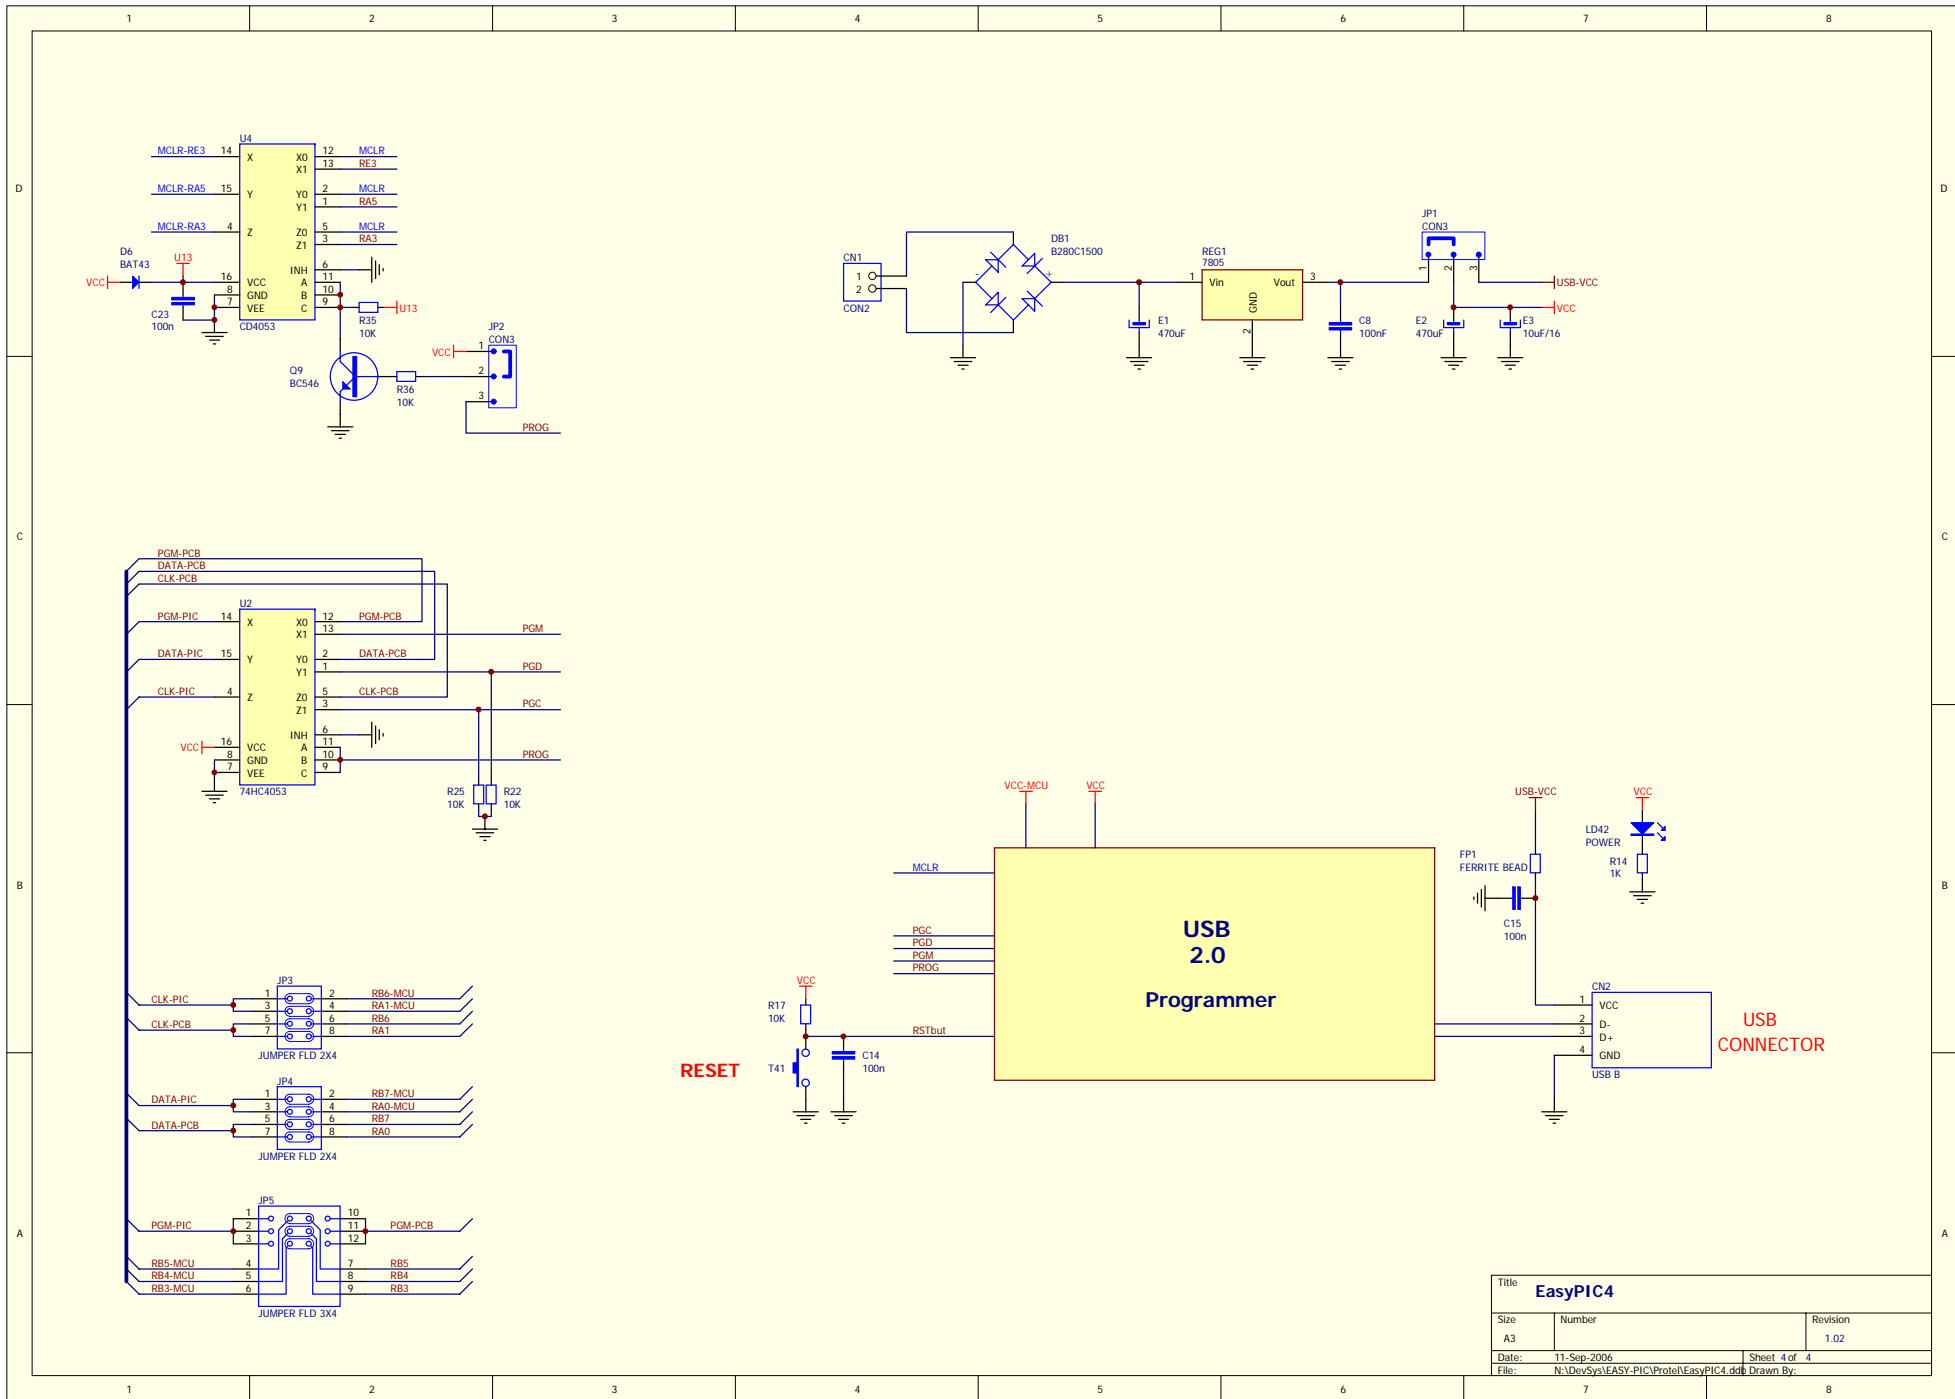 1 2 3 4 5 6 7 8
D D
C C
B B
A A
U4
MCLR-RE3 14 X X0 12 MCLR
X1 13 RE3
MCLR-RA5 15 Y Y0 2 MCLR
Y1 1 RA5
MCLR-RA3 4 Z Z0 5 MCLR
Z1 3 RA3
D6
BAT43
U13
INH 6
VCC 16 VCC A 11
8 GND B 10
7 VEE C 9
U13
C23
100n
CD4053
R35
10K
JP2
CON3
VCC 1
2
3
Q9
BC546
R36
10K
PROG
CN1
1
2
CON2
DB1
B280C1500
- +
REG1
7805
1 Vin Vout 3
GND
2
E1
470uF
C8
100nF
JP1
CON3
1 2 3
USB-VCC
VCC
E2
470uF
E3
10uF/16
PGM-PCB
DATA-PCB
CLK-PCB
U2
PGM-PIC 14 X X0 12 PGM-PCB
X1 13 PGM
DATA-PIC 15 Y Y0 2 DATA-PCB
Y1 1 PGD
CLK-PIC 4 Z Z0 5 CLK-PCB
Z1 3 PGC
INH 6
VCC 16 VCC A 11
8 GND B 10 PROG
7 VEE C 9
74HC4053
R25
10K
R22
10K
VCC-MCU VCC
MCLR
PGC
PGD
PGM
PROG
USB
2.0
Programmer
VCC
R17
10K
RSTbut
RESET
T41
C14
100n
USB-VCC
VCC
LD42
POWER
FP1
FERRITE BEAD
R14
1K
C15
100n
CN2
1 VCC
2 D-
3 D+
4 GND
USB B
USB
CONNECTOR
JP3
CLK-PIC 1 2 RB6-MCU
3 4 RA1-MCU
CLK-PCB 5 6 RB6
7 8 RA1
JUMPER FLD 2X4
JP4
DATA-PIC 1 2 RB7-MCU
3 4 RA0-MCU
DATA-PCB 5 6 RB7
7 8 RA0
JUMPER FLD 2X4
JP5
1 10
PGM-PIC 2 11 PGM-PCB
3 12
RB5-MCU 4 7 RB5
RB4-MCU 5 8 RB4
RB3-MCU 6 9 RB3
JUMPER FLD 3X4
Title EasyPIC4
Size Number Revision
A3 1.02
Date: 11-Sep-2006 Sheet 4 of 4
File: N:\DevSys\EASY-PIC\Protel\EasyPIC4.ddb Drawn By:
1 2 3 4 5 6 7 8